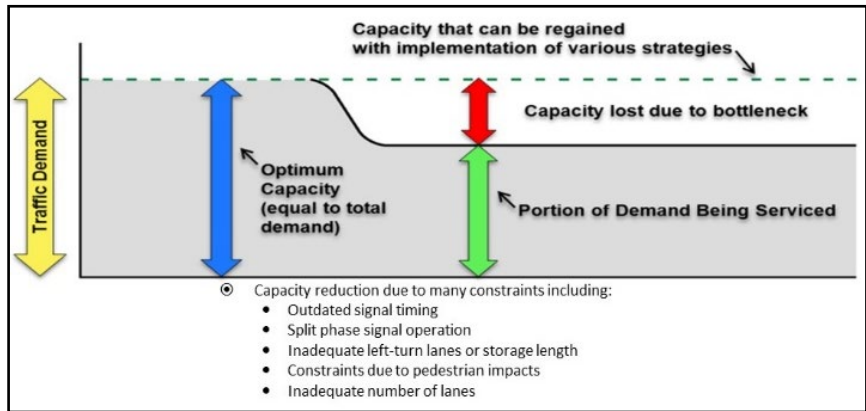 Capacity that can be regained
with implementation of various strategies
Capacity lost due to bottleneck
Traffic Demand
Optimum
Capacity
(equal to total
demand)
Portion of Demand Being Serviced
Capacity reduction due to many constraints including:
• Outdated signal timing
• Split phase signal operation
• Inadequate left-turn lanes or storage length
• Constraints due to pedestrian impacts
• Inadequate number of lanes